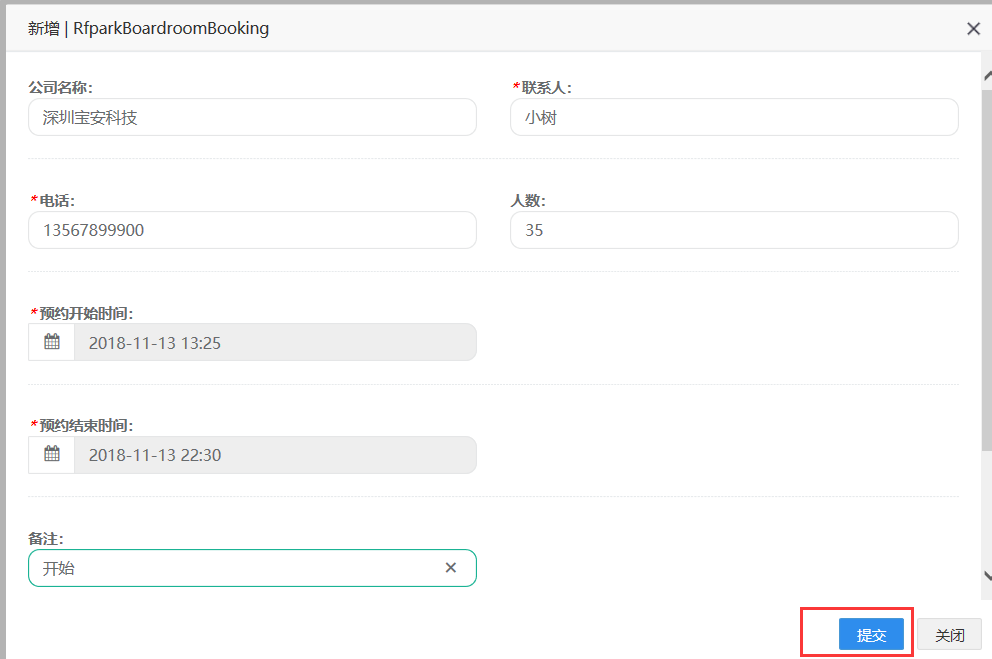 新增 | RfparkBoardroomBooking
公司名称:
*联系人:
深圳宝安科技
小树
*电话:
人数:
13567899900
35
*预约开始时间:
2018-11-13 13:25
*预约结束时间:
2018-11-13 22:30
备注:
开始
提交
关闭